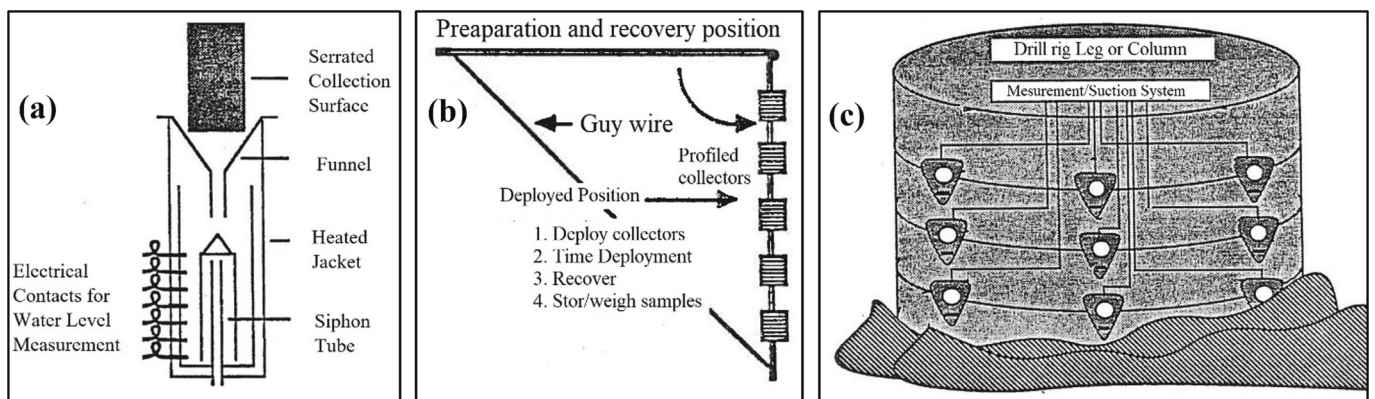 (a)
Serrated
Collection
Surface
Funnel
Heated
Jacket
Electrical
Contacts for
Water Level
Measurement
Siphon
Tube
Preaparation and recovery position
(b)
Guy wire
Profiled
collectors
Deployed Position
1. Deploy collectors
2. Time Deployment
3. Recover
4. Stor/weigh samples
(c)
Drill rig Leg or Column
Mesurement/Suction System